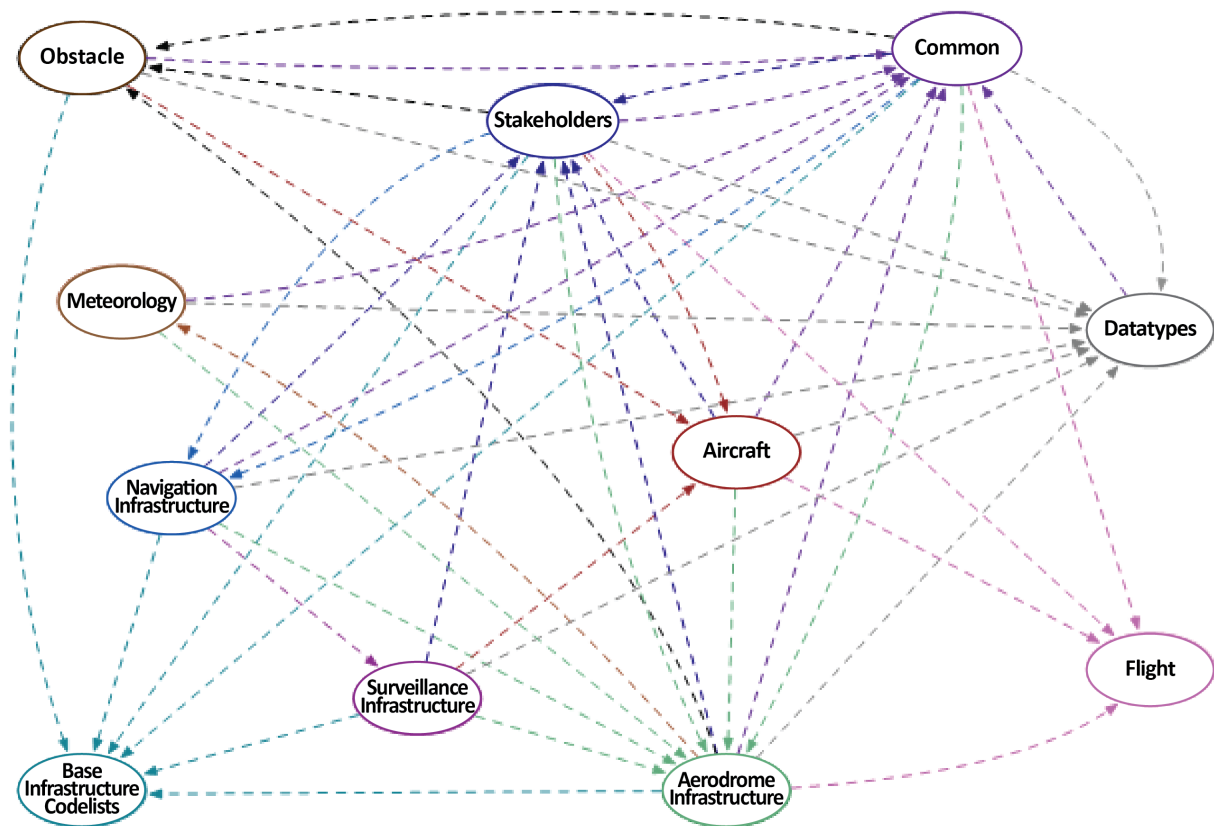 Obstacle
Common
Stakeholders
Meteorology
Datatypes
Aircraft
Navigation
Infrastructure
Flight
Surveillance
Infrastructure
Base
Infrastructure
Codelists
Aerodrome
Infrastructure